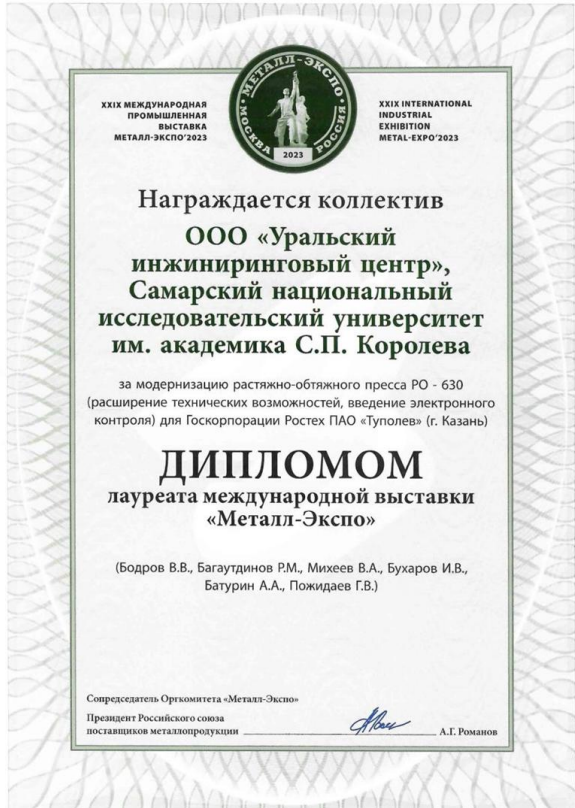 XXIX МЕЖДУНАРОДНАЯ
ПРОМЫШЛЕННАЯ
ВЫСТАВКА
МЕТАЛЛ-ЭКСПО'2023
МЕТАЛЛ-ЭКСПО
МОСКВА
РОССИЯ
2023
XXIX INTERNATIONAL
INDUSTRIAL
EXHIBITION
METAL-EXPO'2023
Награждается коллектив
ООО «Уральский
инжиниринговый центр»,
Самарский национальный
исследовательский университет
им. академика С.П. Королева
за модернизацию растяжно-обтяжного пресса РО - 630
(расширение технических возможностей, введение электронного
контроля) для Госкорпорации Ростех ПАО «Туполев» (г. Казань)
ДИПЛОМОМ
лауреата международной выставки
«Металл-Экспо»
(Бодров В.В., Багаутдинов Р.М., Михеев В.А., Бухаров И.В.,
Батурин А.А., Пожидаев Г.В.)
Сопредседатель Оргкомитета «Металл-Экспо»
Президент Российского союза
поставщиков металлопродукции А.Г. Романов